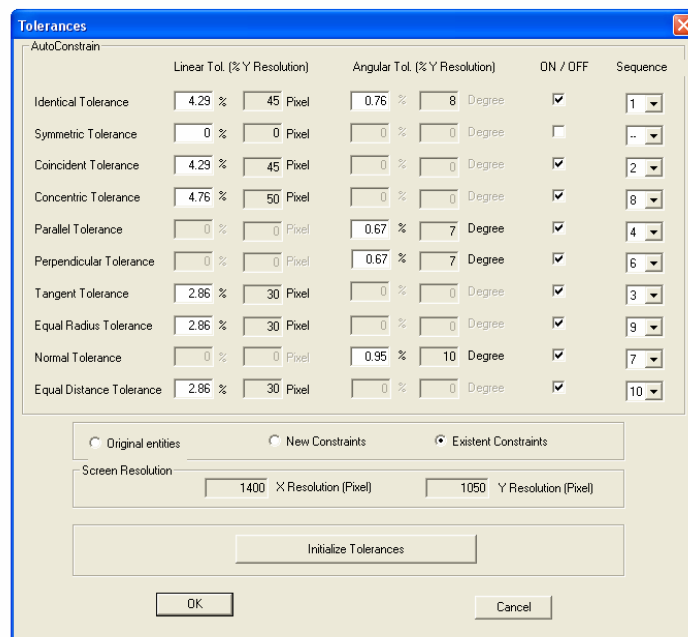 Tolerances
AutoConstrain
Linear Tol. (% Y Resolution) Angular Tol. (% Y Resolution) ON / OFF Sequence
Identical Tolerance 4.29 % 45 Pixel 0.76 % 8 Degree 1
Symmetric Tolerance 0 % 0 Pixel 0 % 0 Degree --
Coincident Tolerance 4.29 % 45 Pixel 0 % 0 Degree 2
Concentric Tolerance 4.76 % 50 Pixel 0 % 0 Degree 8
Parallel Tolerance 0 % 0 Pixel 0.67 % 7 Degree 4
Perpendicular Tolerance 0 % 0 Pixel 0.67 % 7 Degree 6
Tangent Tolerance 2.86 % 30 Pixel 0 % 0 Degree 3
Equal Radius Tolerance 2.86 % 30 Pixel 0 % 0 Degree 9
Normal Tolerance 0 % 0 Pixel 0.95 % 10 Degree 7
Equal Distance Tolerance 2.86 % 30 Pixel 0 % 0 Degree 10
Original entities New Constraints Existent Constraints
Screen Resolution
1400 X Resolution (Pixel) 1050 Y Resolution (Pixel)
Initialize Tolerances
OK Cancel